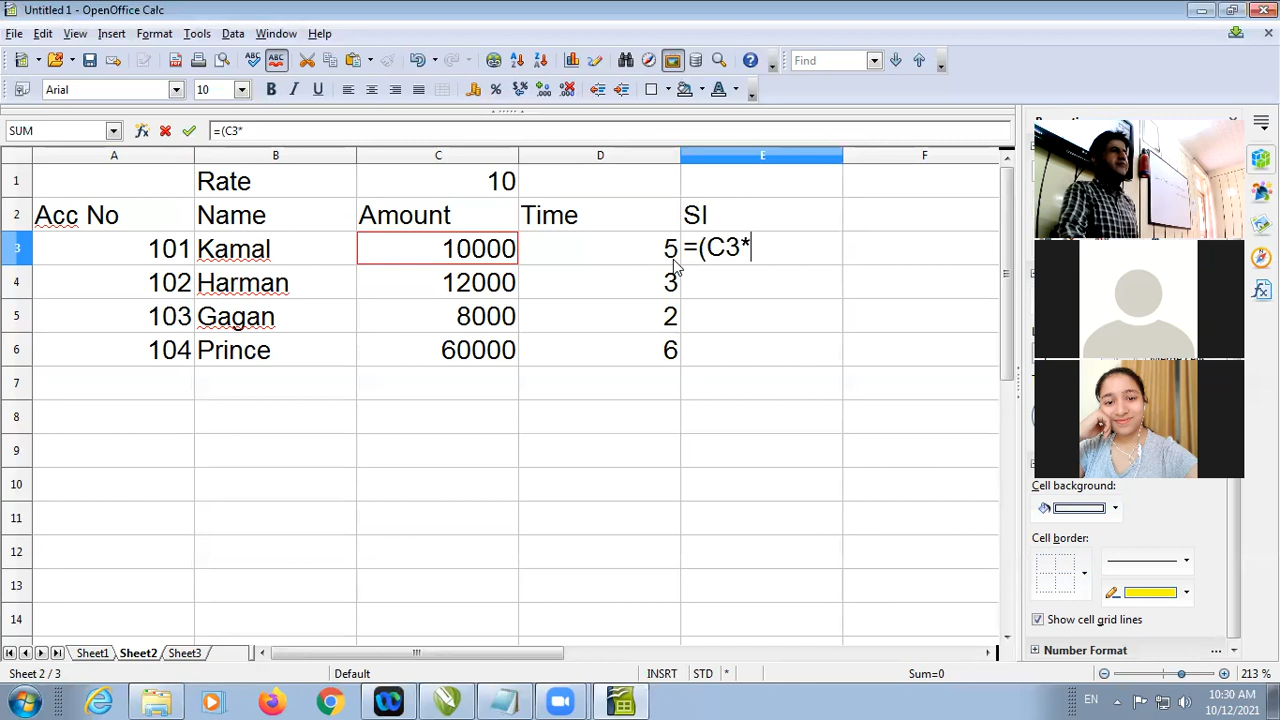 Untitled 1 - OpenOffice Calc
File Edit View Insert Format Tools Data Window Help
Find
Arial 10
SUM =(C3*
A B C D E F
1 Rate 10
2 Acc No Name Amount Time SI
3 101 Kamal 10000 5 =(C3*
4 102 Harman 12000 3
5 103 Gagan 8000 2
6 104 Prince 60000 6
7
8
9
10
11
12
13
14
Cell background:
Cell border:
Show cell grid lines
Number Format
Sheet1 Sheet2 Sheet3
Sheet 2 / 3 Default INSRT STD * Sum=0 213 %
EN 10:30 AM
10/12/2021